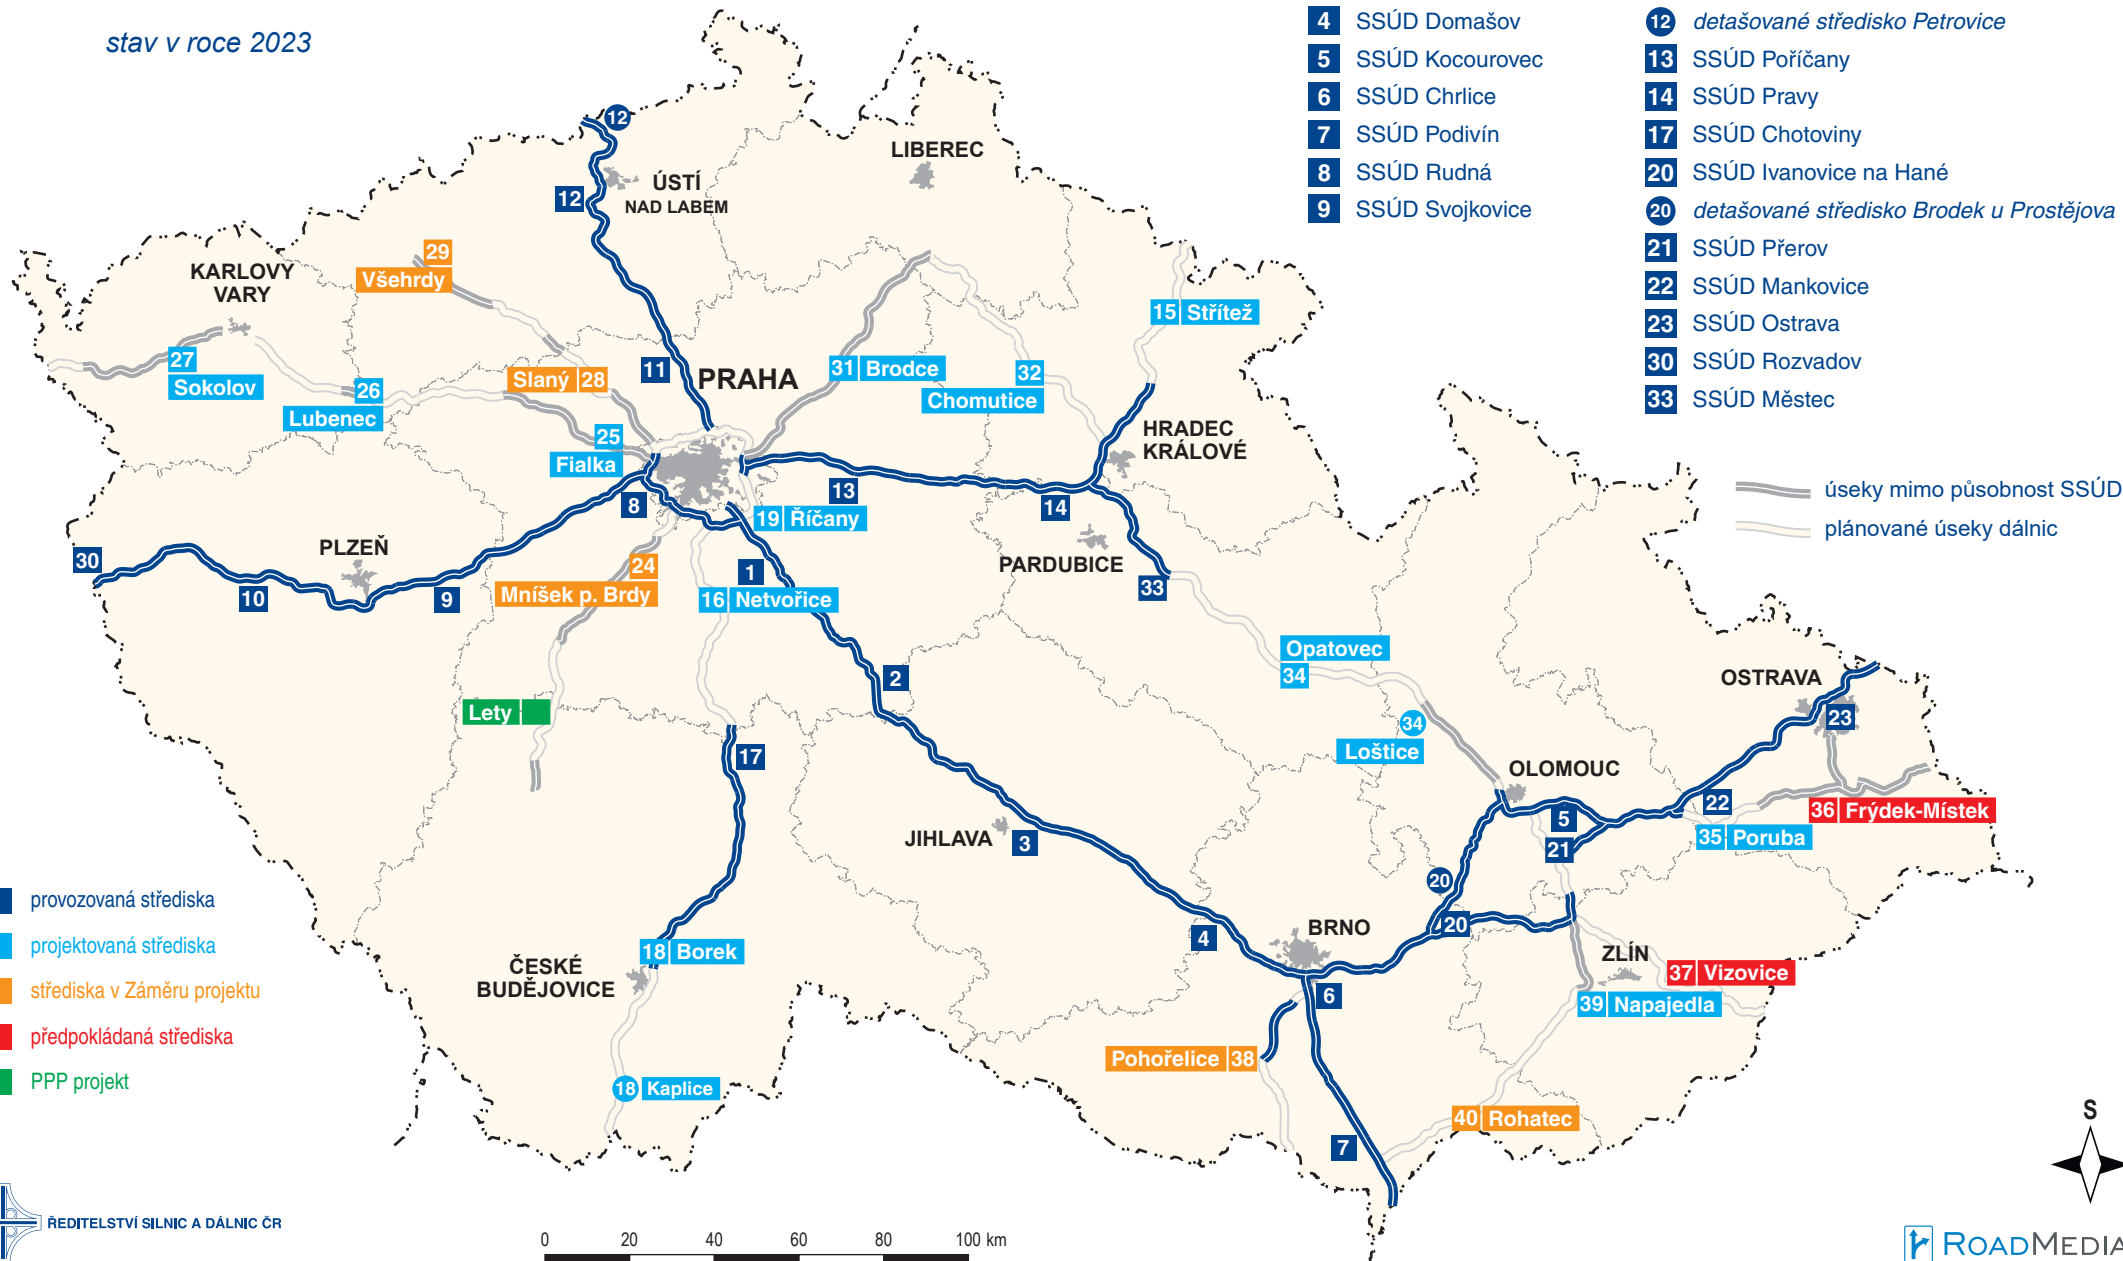 stav v roce 2023
4 SSÚD Domašov
5 SSÚD Kocourovec
6 SSÚD Chrlice
7 SSÚD Podivín
8 SSÚD Rudná
9 SSÚD Svojkovice
12 detašované středisko Petrovice
13 SSÚD Poříčany
14 SSÚD Pravy
17 SSÚD Chotoviny
20 SSÚD Ivanovice na Hané
20 detašované středisko Brodek u Prostějova
21 SSÚD Přerov
22 SSÚD Mankovice
23 SSÚD Ostrava
30 SSÚD Rozvadov
33 SSÚD Městec
úseky mimo působnost SSÚD
plánované úseky dálnic
12
LIBEREC
ÚSTÍ
NAD LABEM
12
29
Všehrdy
KARLOVY
VARY
15 Střítež
27
Sokolov
26
Lubenec
Slaný 28
11
PRAHA
31 Brodce
32
Chomutice
25
Fialka
HRADEC
KRÁLOVÉ
8
13
14
19 Říčany
PLZEŇ
30
10
9
24
Mníšek p. Brdy
1
16 Netvořice
PARDUBICE
33
Opatovec
34
2
OSTRAVA
23
Lety
34
Loštice
17
OLOMOUC
22
36 Frýdek-Místek
5
35 Poruba
21
JIHLAVA
3
20
20
4
BRNO
18 Borek
ČESKÉ
BUDĚJOVICE
ZLÍN
37 Vizovice
6
39 Napajedla
Pohořelice 38
18 Kaplice
40 Rohatec
7
provozovaná střediska
projektovaná střediska
střediska v Záměru projektu
předpokládaná střediska
PPP projekt
S
ŘEDITELSTVÍ SILNIC A DÁLNIC ČR
0 20 40 60 80 100 km
ROADMEDIA